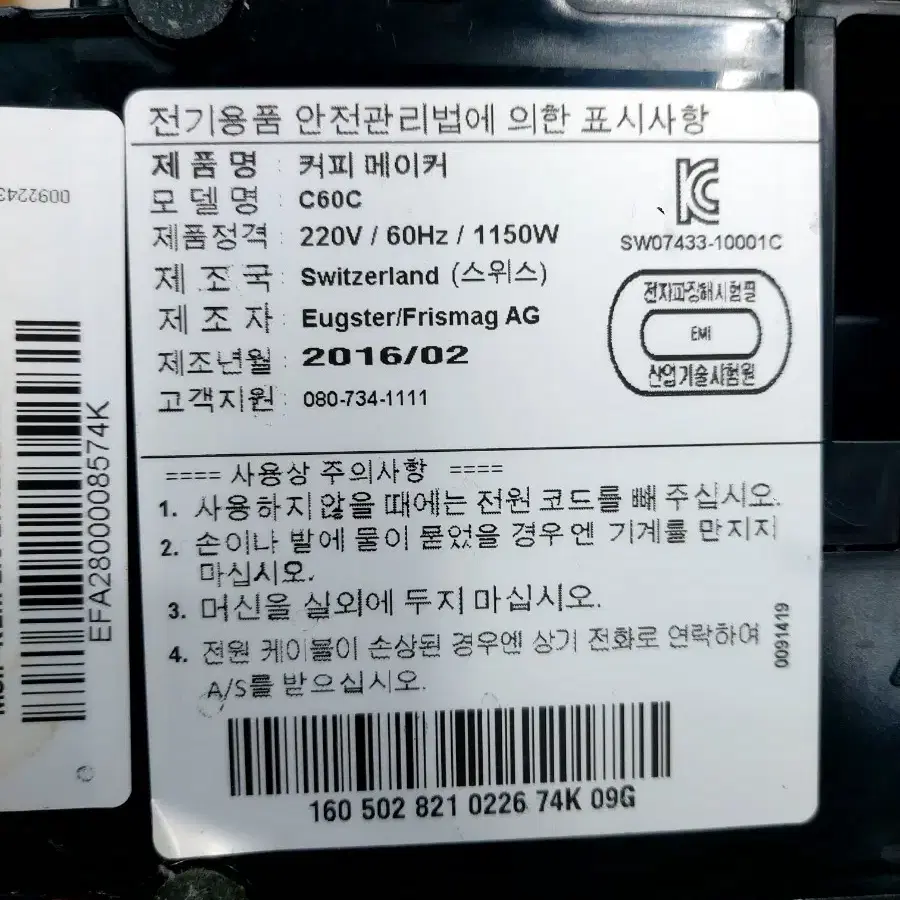 전기용품 안전관리법에 의한 표시사항
제 품 명 : 커피 메이커
모 델 명 : C60C
제품정격 : 220V / 60Hz / 1150W
제 조 국 : Switzerland (스위스)
제 조 자 : Eugster/Frismag AG
제조년월 : 2016/02
고객지원 : 080-734-1111
SW07433-10001C
전자파장해시험필
EMI
산업기술시험원
==== 사용상 주의사항 ====
1. 사용하지 않을 때에는 전원 코드를 빼 주십시오.
2. 손이나 발에 물이 묻었을 경우엔 기계를 만지지
마십시오.
3. 머신을 실외에 두지 마십시오.
4. 전원 케이블이 손상된 경우엔 상기 전화로 연락하여
A/S를 받으십시오.
0091419
160 502 821 0226 74K 09G
EFA2800008574K